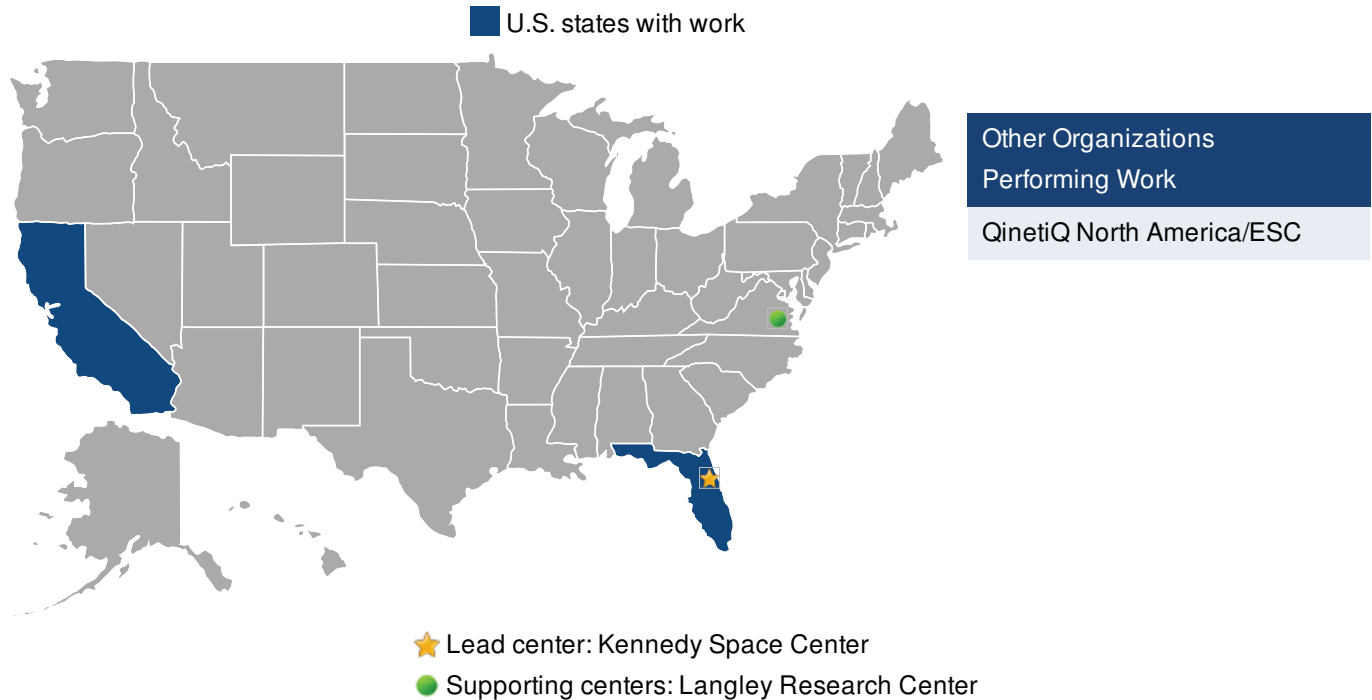 U.S. states with work
Other Organizations
Performing Work
QinetiQ North America/ESC
Lead center: Kennedy Space Center
Supporting centers: Langley Research Center